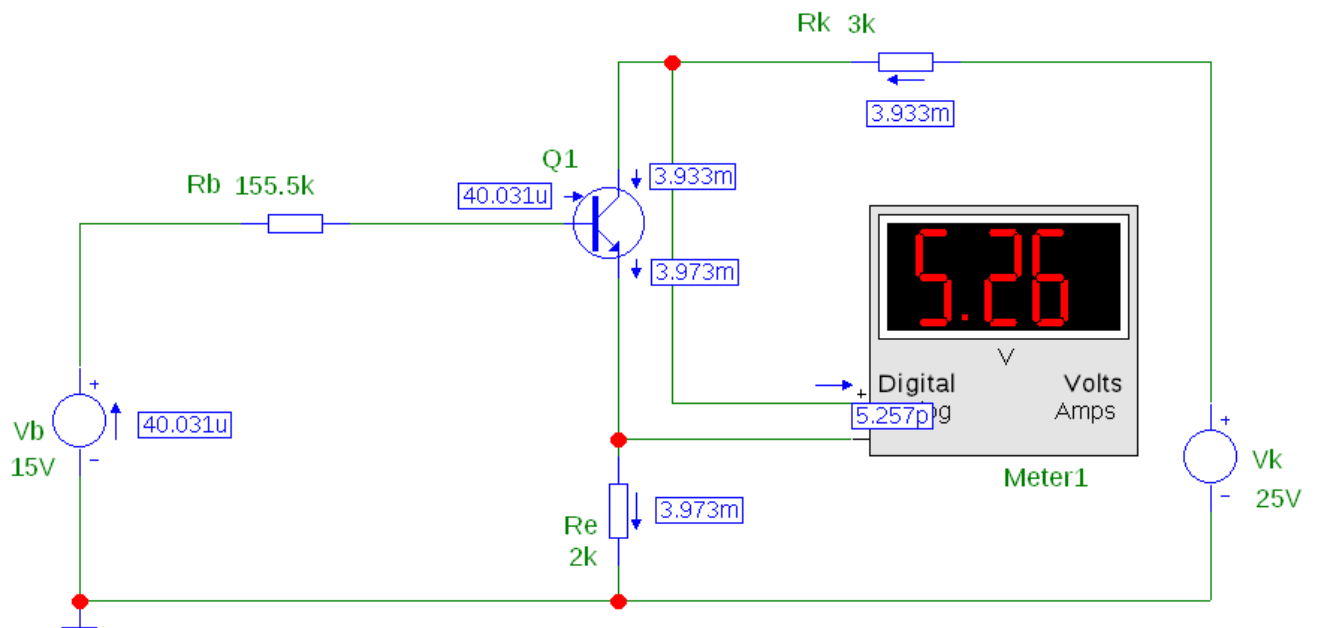 Rk 3k
3.933m
Q1
3.933m
Rb 155.5k
40.031u
3.973m
5.26
V
Digital Volts
og Amps
+
5.257p
Meter1
+
Vb
15V
40.031u
-
+
Vk
25V
-
Re
2k
3.973m